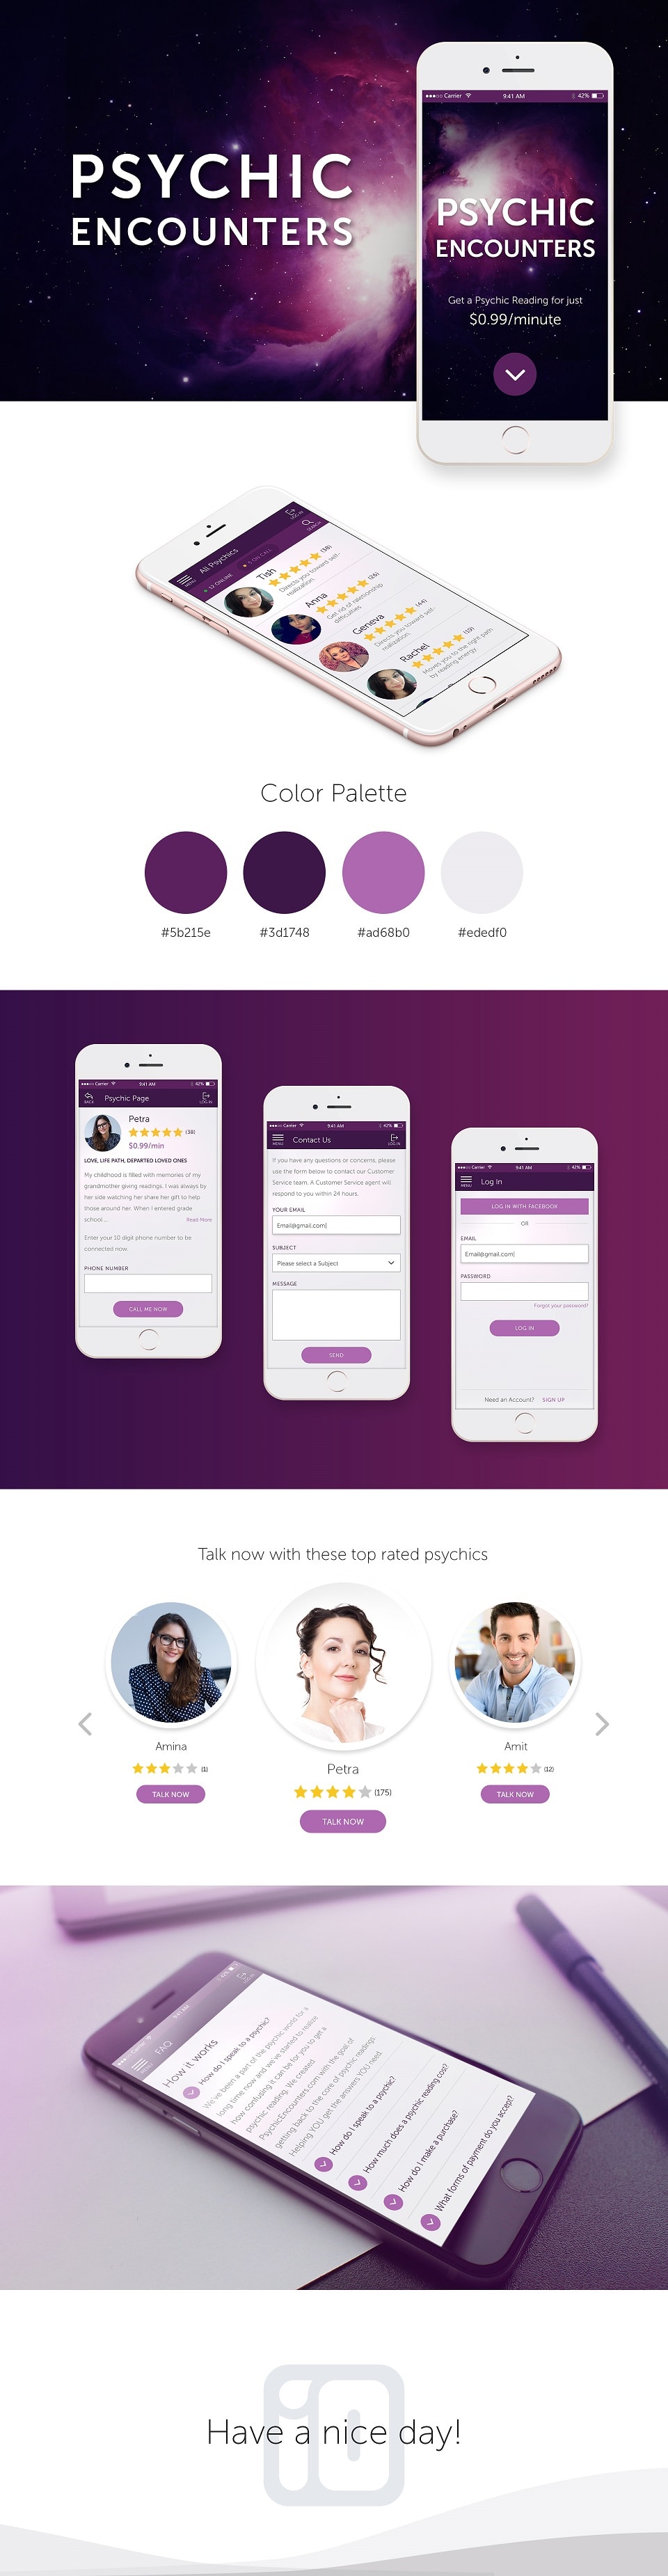 PSYCHIC
ENCOUNTERS
●●●○○ Carrier 9:41 AM 42%
PSYCHIC
ENCOUNTERS
Get a Psychic Reading for just
$0.99/minute
MENU
All Psychics
LOG IN
12 ONLINE
5 ON CALL
SEARCH
Tish
(38)
Directs you toward self-
realization.
Anna
(26)
Get rid of relationship
difficulties
Geneva
(44)
Directs you toward self-
realization.
Rachel
(19)
Moves you to the right path
by reading energy.
Color Palette
#5b215e
#3d1748
#ad68b0
#ededf0
●●●○○ Carrier 9:41 AM 42%
BACK
Psychic Page
LOG IN
Petra
(38)
$0.99/min
LOVE, LIFE PATH, DEPARTED LOVED ONES
My childhood is filled with memories of my
grandmother giving readings. I was always by
her side watching her share her gift to help
those around her. When I entered grade
school ... Read More
Enter your 10 digit phone number to be
connected now.
PHONE NUMBER
CALL ME NOW
●●●○○ Carrier 9:41 AM 42%
MENU
Contact Us
LOG IN
If you have any questions or concerns, please
use the form below to contact our Customer
Service team. A Customer Service agent will
respond to you within 24 hours.
YOUR EMAIL
Email@gmail.com|
SUBJECT
Please select a Subject
MESSAGE
SEND
●●●○○ Carrier 9:41 AM 42%
MENU
Log In
LOG IN WITH FACEBOOK
OR
EMAIL
Email@gmail.com|
PASSWORD
Forgot your password?
LOG IN
Need an Account? SIGN UP
Talk now with these top rated psychics
Amina
(1)
TALK NOW
Petra
(175)
TALK NOW
Amit
(12)
TALK NOW
Carrier 9:41 AM 42%
FAQ
How it works
How do I speak to a psychic?
We've been a part of the psychic world for a
long time now and we've started to realize
how confusing it can be for you to get a
psychic reading. We created
PsychicEncounters.com with the goal of
getting back to the core of psychic readings.
Helping YOU get the answers YOU need.
How do I speak to a psychic?
How much does a psychic reading cost?
How do I make a purchase?
What forms of payment do you accept?
Have a nice day!